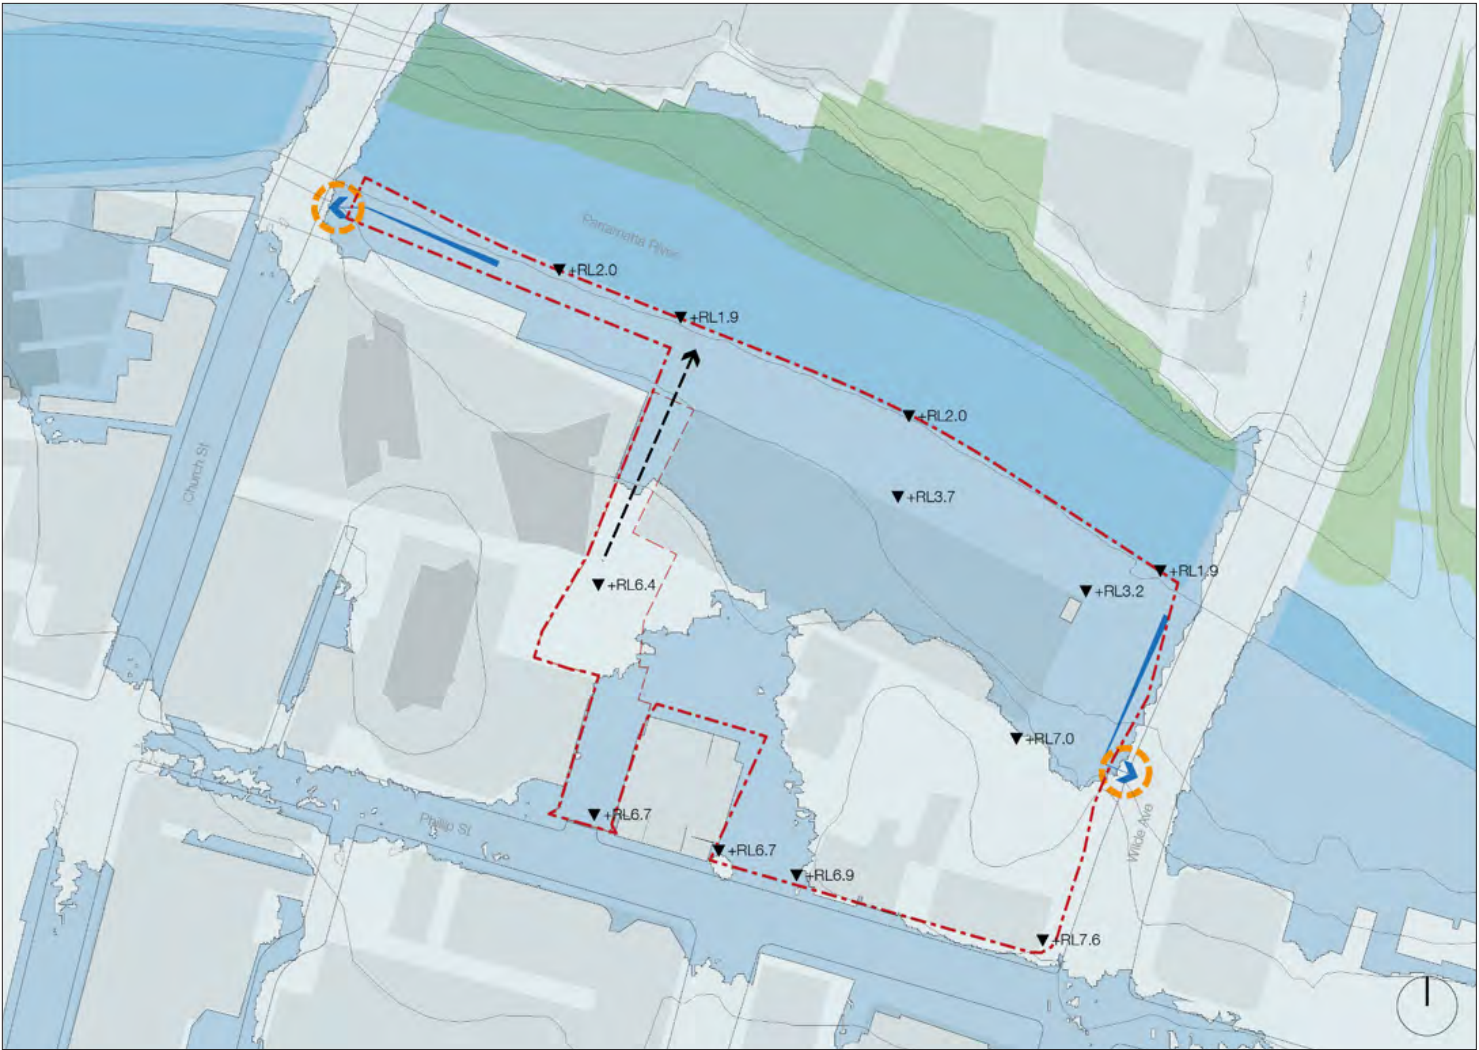 Parramatta River
+RL2.0
+RL1.9
+RL2.0
Church St
+RL3.7
+RL1.9
+RL6.4
+RL3.2
+RL7.0
+RL6.7
Philip St
+RL6.7
Wilde Ave
+RL6.9
+RL7.6